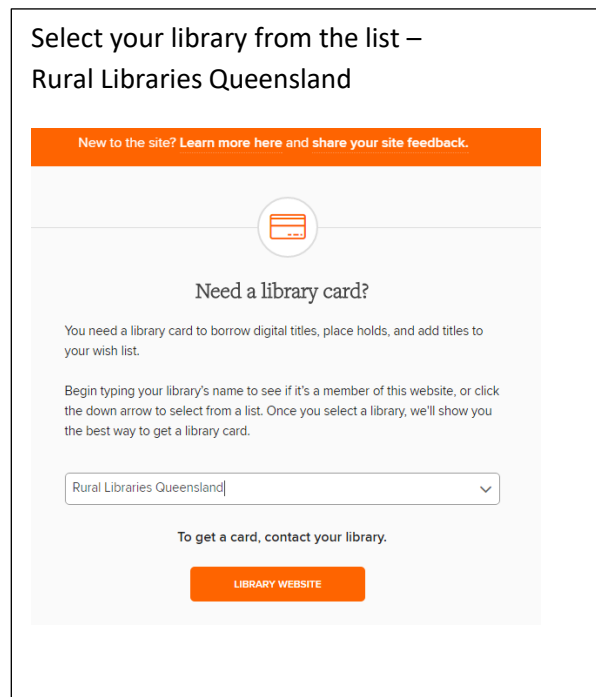 Select your library from the list –
Rural Libraries Queensland
New to the site? Learn more here and share your site feedback.
Need a library card?
You need a library card to borrow digital titles, place holds, and add titles to
your wish list.
Begin typing your library's name to see if it's a member of this website, or click
the down arrow to select from a list. Once you select a library, we'll show you
the best way to get a library card.
Rural Libraries Queensland
To get a card, contact your library.
LIBRARY WEBSITE